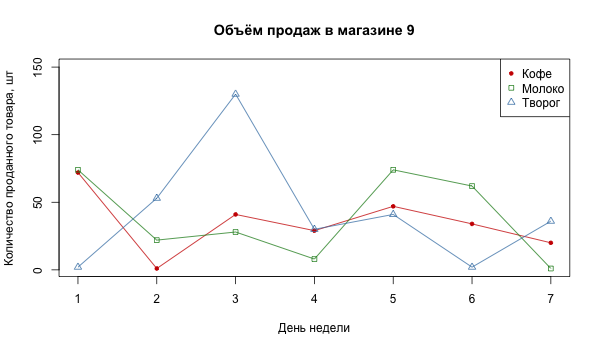 Объём продаж в магазине 9
Количество проданного товара, шт
150
100
50
0
Кофе
Молоко
Творог
1 2 3 4 5 6 7
День недели